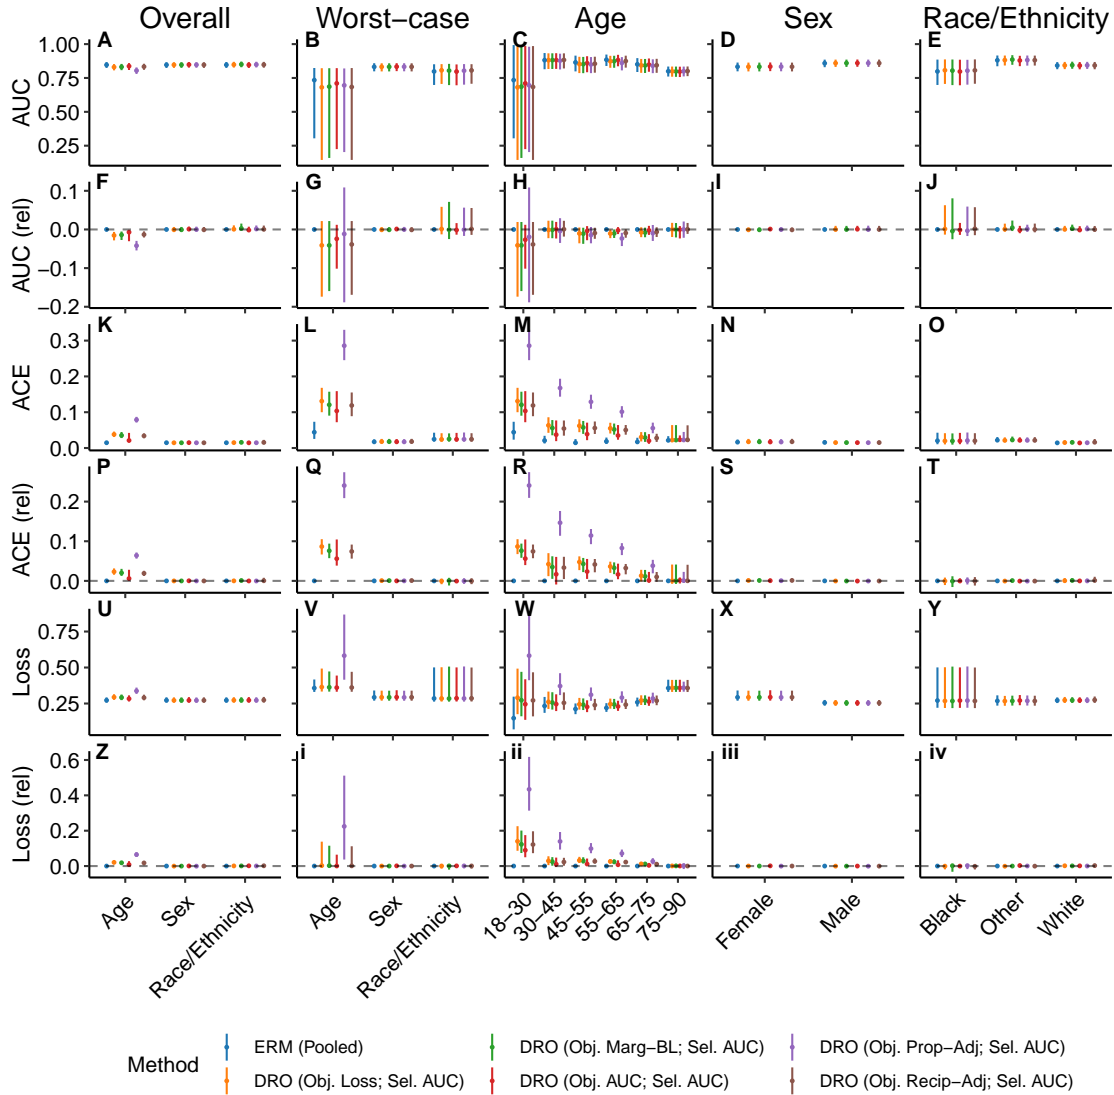 Overall Worst−case Age Sex Race/Ethnicity
A B C D E
AUC
1.00
0.75
0.50
0.25
F G H I J
AUC (rel)
0.1
0.0
−0.1
−0.2
K L M N O
ACE
0.3
0.2
0.1
0.0
P Q R S T
ACE (rel)
0.2
0.1
0.0
U V W X Y
Loss
0.75
0.50
0.25
Z i ii iii iv
Loss (rel)
0.6
0.4
0.2
0.0
Age Sex Race/Ethnicity Age Sex Race/Ethnicity 18−30 30−45 45−55 55−65 65−75 75−90 Female Male Black Other White
Method
ERM (Pooled) DRO (Obj. Marg−BL; Sel. AUC) DRO (Obj. Prop−Adj; Sel. AUC)
DRO (Obj. Loss; Sel. AUC) DRO (Obj. AUC; Sel. AUC) DRO (Obj. Recip−Adj; Sel. AUC)